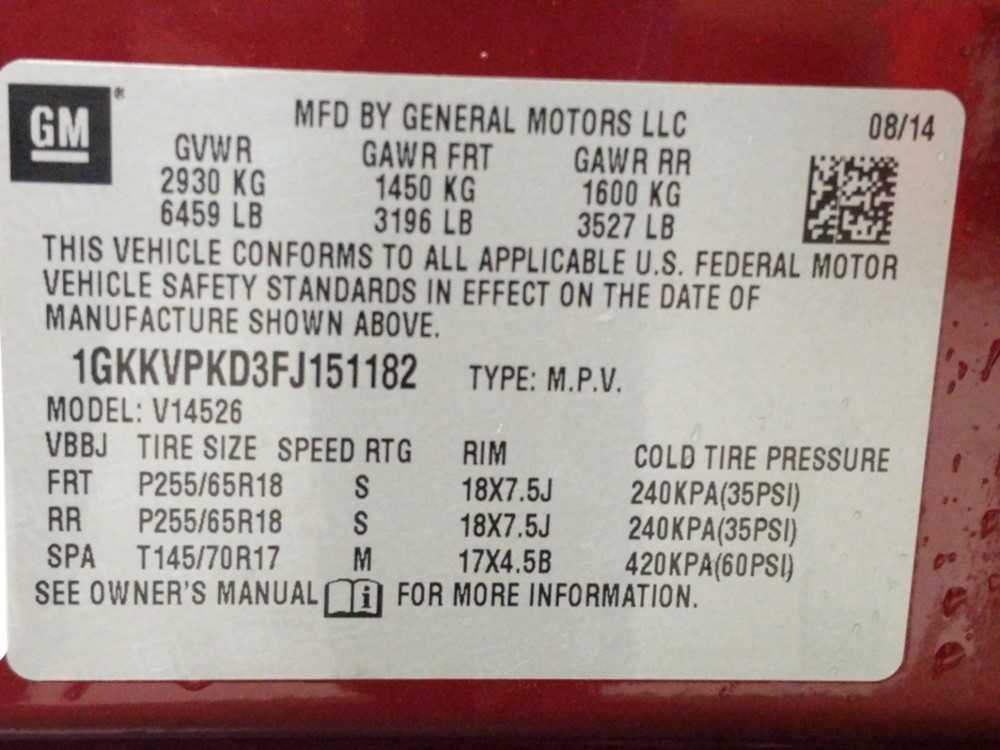 GM®
MFD BY GENERAL MOTORS LLC 08/14
GVWR GAWR FRT GAWR RR
2930 KG 1450 KG 1600 KG
6459 LB 3196 LB 3527 LB
THIS VEHICLE CONFORMS TO ALL APPLICABLE U.S. FEDERAL MOTOR
VEHICLE SAFETY STANDARDS IN EFFECT ON THE DATE OF
MANUFACTURE SHOWN ABOVE.
1GKKVPKD3FJ151182 TYPE: M.P.V.
MODEL: V14526
VBBJ TIRE SIZE SPEED RTG RIM COLD TIRE PRESSURE
FRT P255/65R18 S 18X7.5J 240KPA(35PSI)
RR P255/65R18 S 18X7.5J 240KPA(35PSI)
SPA T145/70R17 M 17X4.5B 420KPA(60PSI)
SEE OWNER'S MANUAL i FOR MORE INFORMATION.